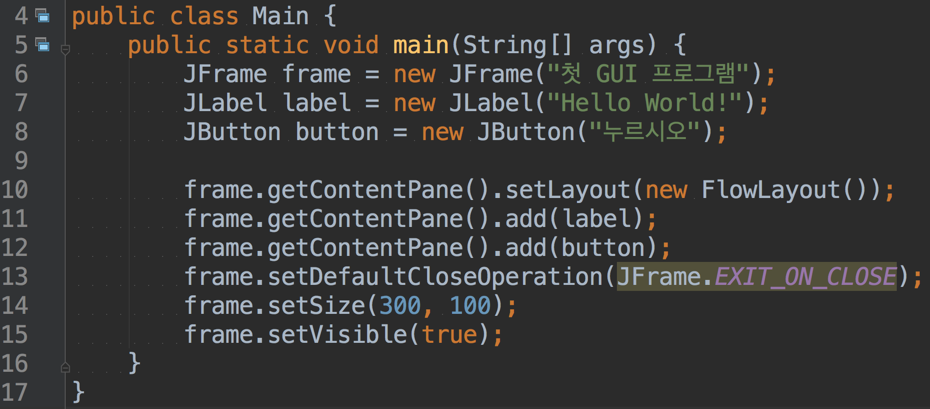 4 public class Main {
5     public static void main(String[] args) {
6         JFrame frame = new JFrame("첫 GUI 프로그램");
7         JLabel label = new JLabel("Hello World!");
8         JButton button = new JButton("누르시오");
9
10         frame.getContentPane().setLayout(new FlowLayout());
11         frame.getContentPane().add(label);
12         frame.getContentPane().add(button);
13         frame.setDefaultCloseOperation(JFrame.EXIT_ON_CLOSE);
14         frame.setSize(300, 100);
15         frame.setVisible(true);
16     }
17 }